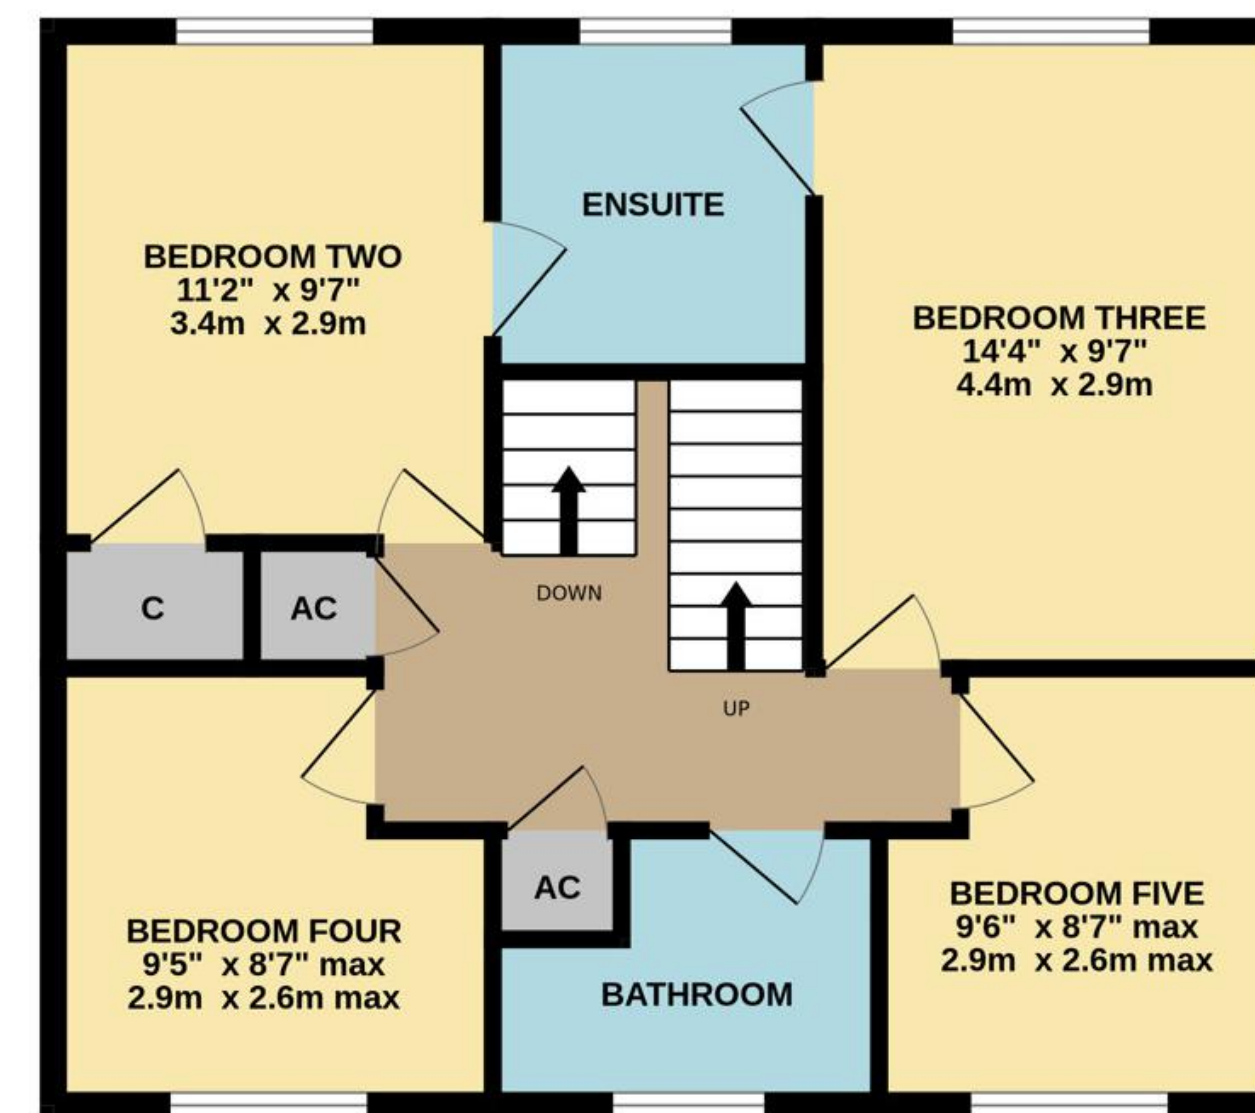 ENSUITE
BEDROOM TWO
11'2" x 9'7"
3.4m x 2.9m
BEDROOM THREE
14'4" x 9'7"
4.4m x 2.9m
C
AC
DOWN
UP
AC
BEDROOM FOUR
9'5" x 8'7" max
2.9m x 2.6m max
BATHROOM
BEDROOM FIVE
9'6" x 8'7" max
2.9m x 2.6m max